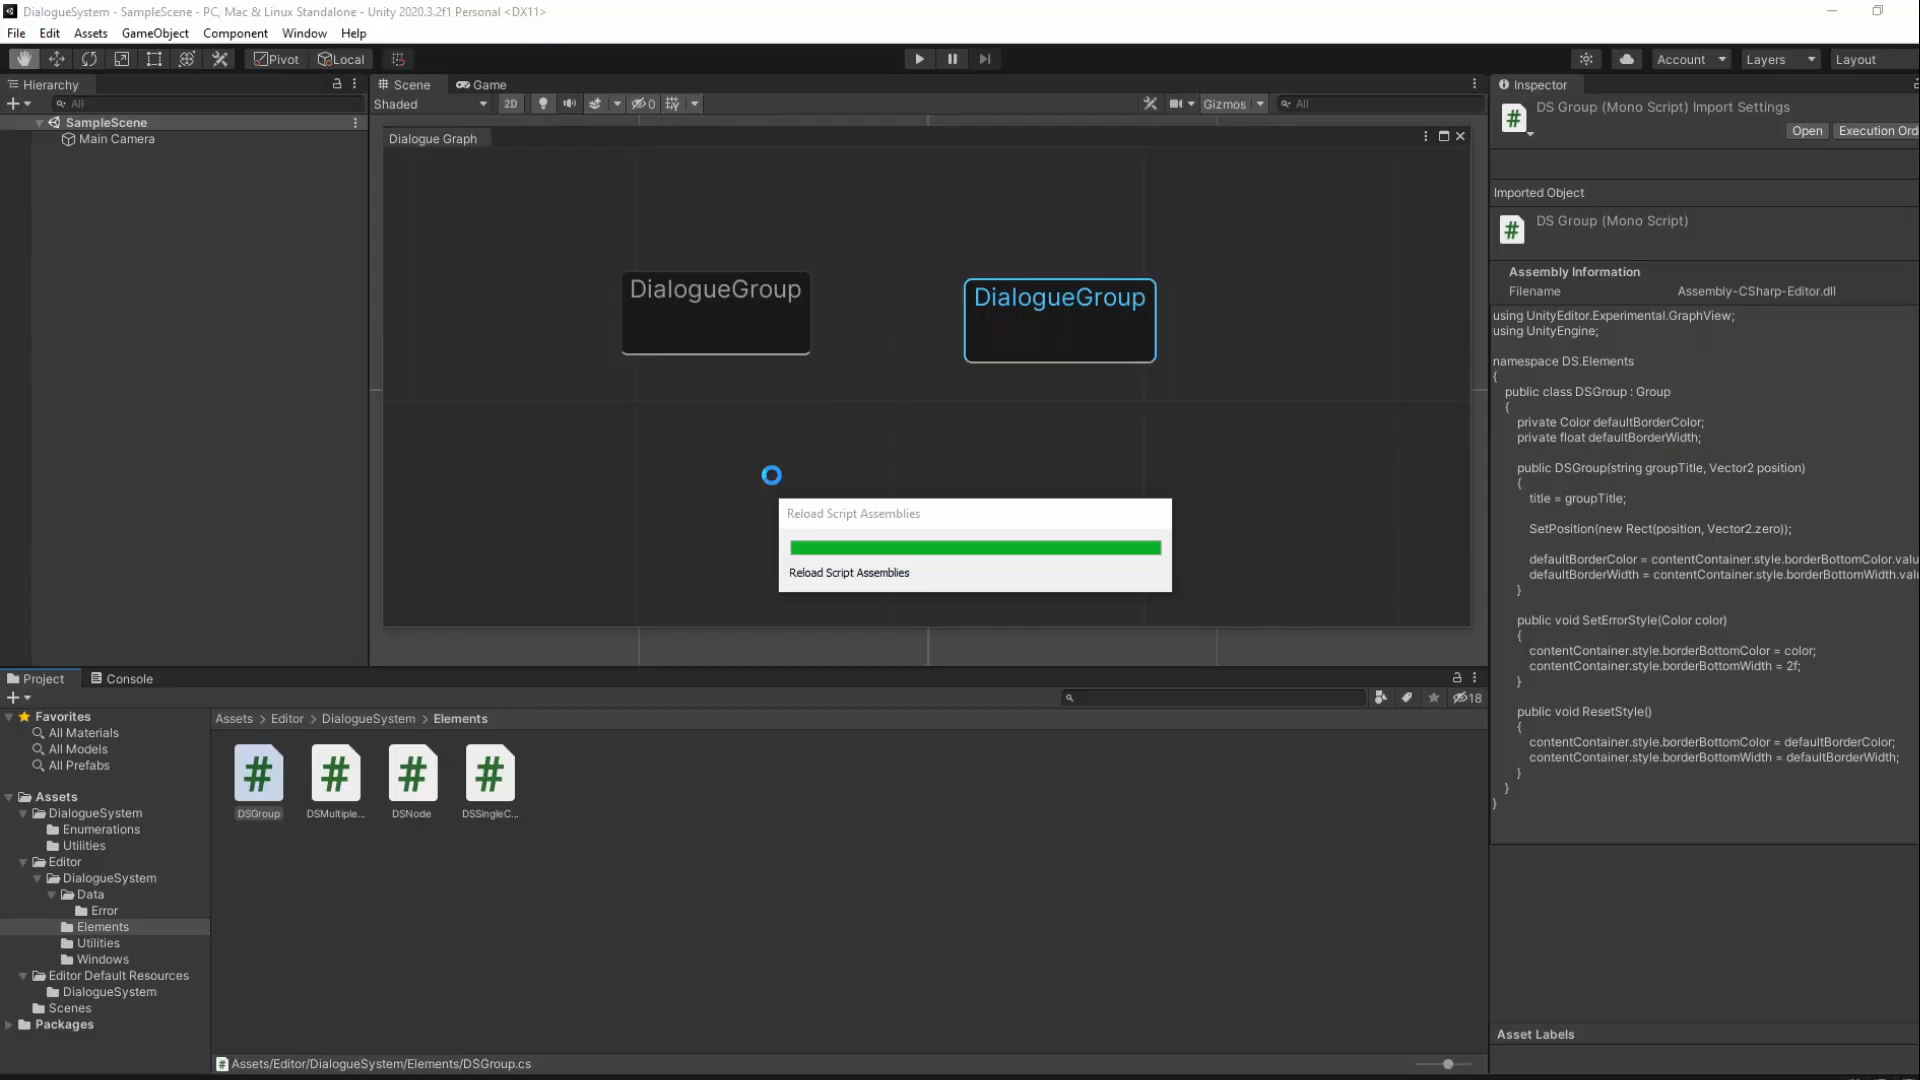 DialogueSystem - SampleScene - PC, Mac & Linux Standalone - Unity 2020.3.2f1 Personal <DX11>
File Edit Assets GameObject Component Window Help
Pivot Local Account Layers Layout
Hierarchy
All
SampleScene
Main Camera
Scene Game
Shaded 2D 0 Gizmos All
Dialogue Graph
DialogueGroup
DialogueGroup
Reload Script Assemblies
Reload Script Assemblies
Inspector
DS Group (Mono Script) Import Settings
Open Execution Ord
Imported Object
DS Group (Mono Script)
Assembly Information
Filename Assembly-CSharp-Editor.dll
using UnityEditor.Experimental.GraphView;
using UnityEngine;
namespace DS.Elements
{
public class DSGroup : Group
{
private Color defaultBorderColor;
private float defaultBorderWidth;
public DSGroup(string groupTitle, Vector2 position)
{
title = groupTitle;
SetPosition(new Rect(position, Vector2.zero));
defaultBorderColor = contentContainer.style.borderBottomColor.valu
defaultBorderWidth = contentContainer.style.borderBottomWidth.valu
}
public void SetErrorStyle(Color color)
{
contentContainer.style.borderBottomColor = color;
contentContainer.style.borderBottomWidth = 2f;
}
public void ResetStyle()
{
contentContainer.style.borderBottomColor = defaultBorderColor;
contentContainer.style.borderBottomWidth = defaultBorderWidth;
}
}
}
Asset Labels
Project Console
18
Favorites
All Materials
All Models
All Prefabs
Assets
DialogueSystem
Enumerations
Utilities
Editor
DialogueSystem
Data
Error
Elements
Utilities
Windows
Editor Default Resources
DialogueSystem
Scenes
Packages
Assets > Editor > DialogueSystem > Elements
# # # #
DSGroup DSMultiple... DSNode DSSingleC...
Assets/Editor/DialogueSystem/Elements/DSGroup.cs